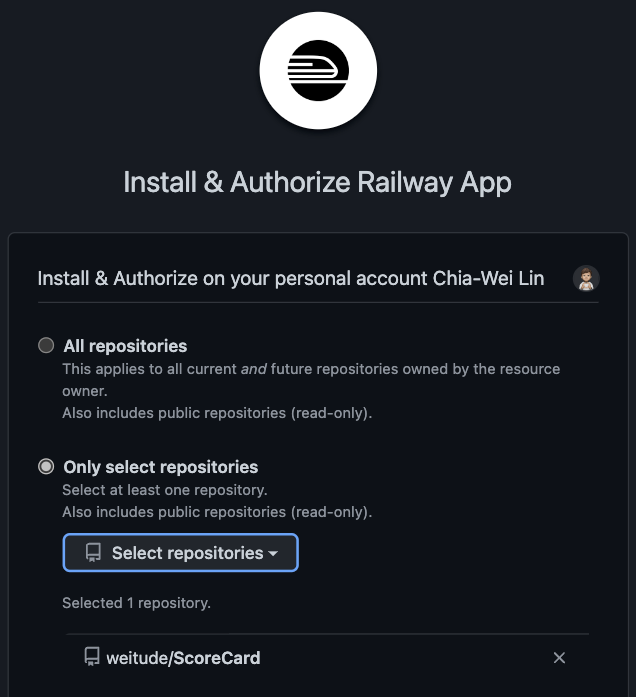 Install & Authorize Railway App
Install & Authorize on your personal account Chia-Wei Lin
All repositories
This applies to all current and future repositories owned by the resource
owner.
Also includes public repositories (read-only).
Only select repositories
Select at least one repository.
Also includes public repositories (read-only).
Select repositories
Selected 1 repository.
weitude/ScoreCard